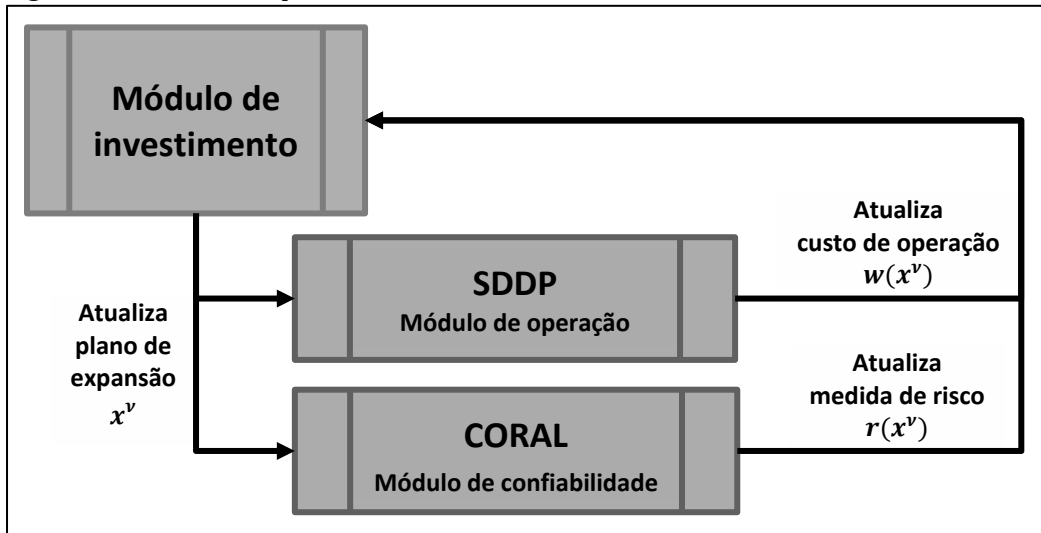 Módulo de
investimento
SDDP
Módulo de operação
Atualiza
custo de operação
w(x^ν)
Atualiza
plano de
expansão
x^ν
CORAL
Módulo de confiabilidade
Atualiza
medida de risco
r(x^ν)